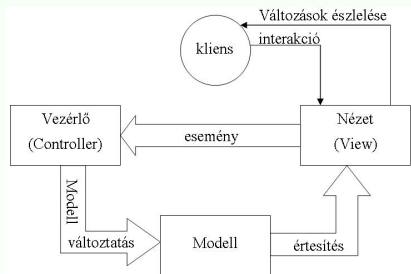 Változások észlelése
interakció
kliens
Vezérlő
(Controller)
esemény
Nézet
(View)
Modell
változtatás
Modell
értesítés